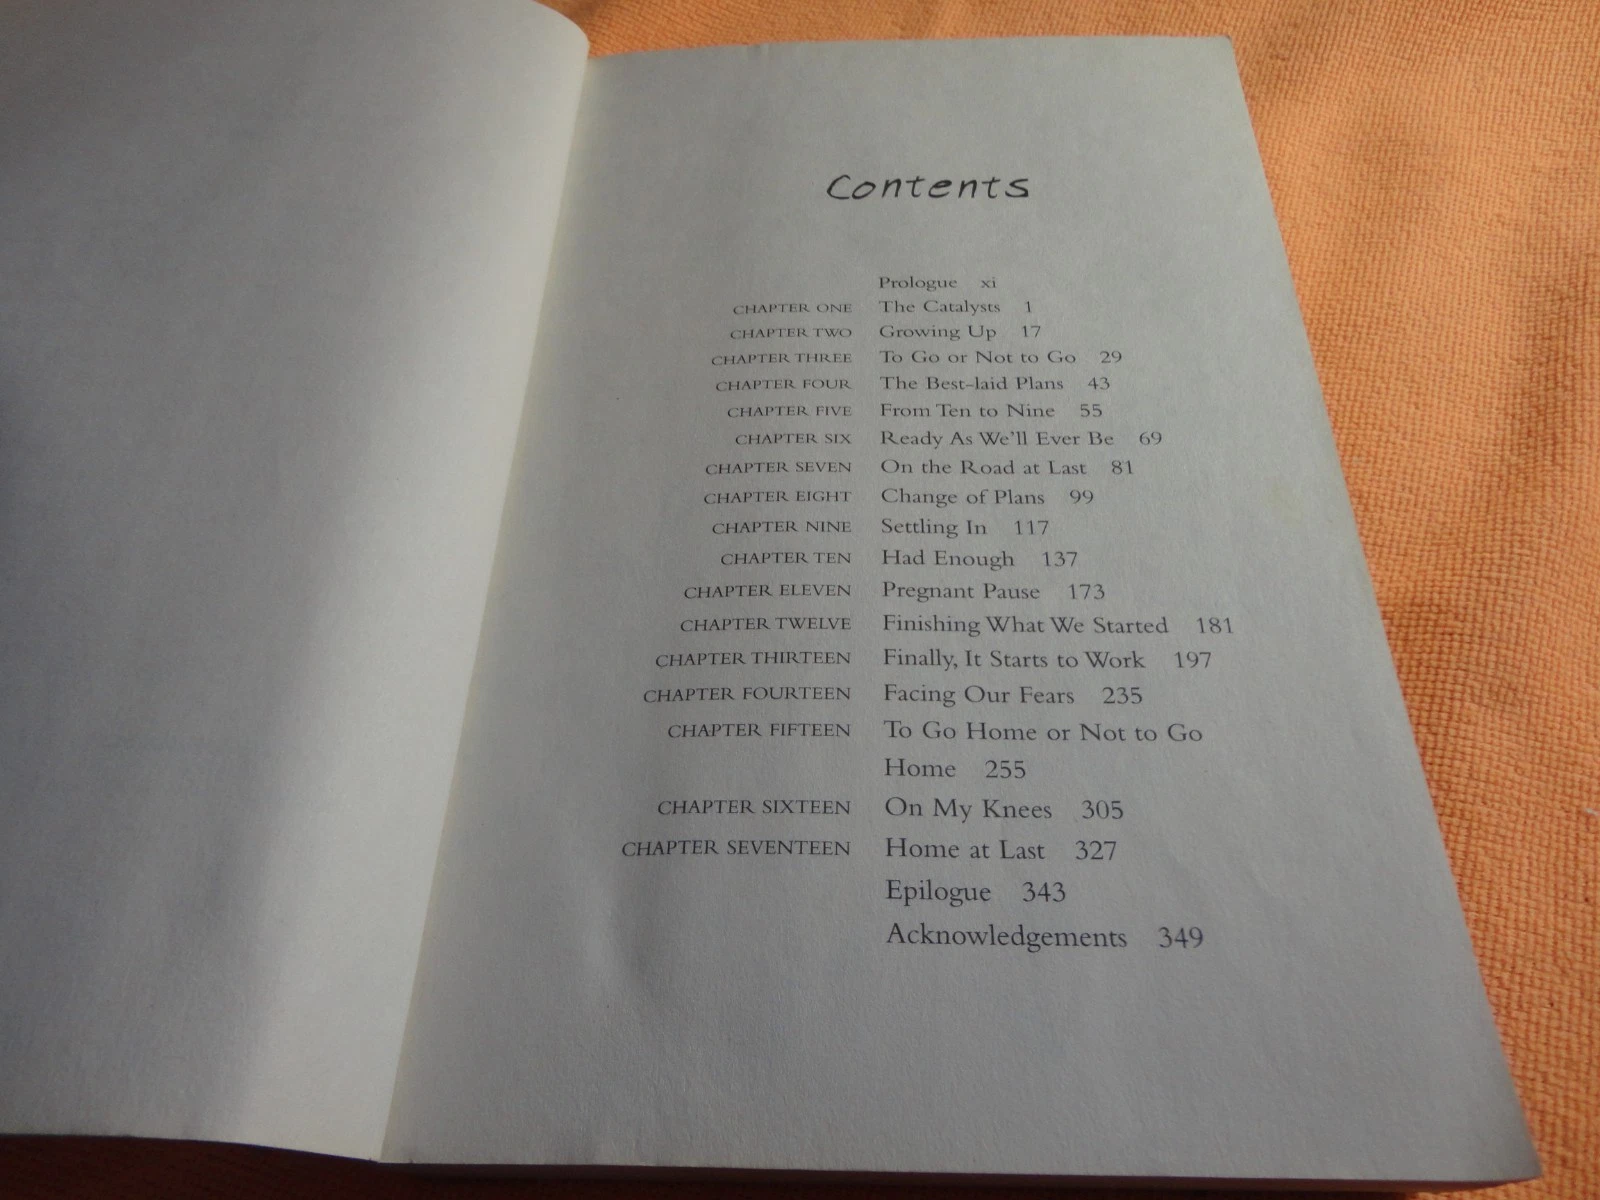 Contents
Prologue xi
CHAPTER ONE The Catalysts 1
CHAPTER TWO Growing Up 17
CHAPTER THREE To Go or Not to Go 29
CHAPTER FOUR The Best-laid Plans 43
CHAPTER FIVE From Ten to Nine 55
CHAPTER SIX Ready As We'll Ever Be 69
CHAPTER SEVEN On the Road at Last 81
CHAPTER EIGHT Change of Plans 99
CHAPTER NINE Settling In 117
CHAPTER TEN Had Enough 137
CHAPTER ELEVEN Pregnant Pause 173
CHAPTER TWELVE Finishing What We Started 181
CHAPTER THIRTEEN Finally, It Starts to Work 197
CHAPTER FOURTEEN Facing Our Fears 235
CHAPTER FIFTEEN To Go Home or Not to Go
Home 255
CHAPTER SIXTEEN On My Knees 305
CHAPTER SEVENTEEN Home at Last 327
Epilogue 343
Acknowledgements 349